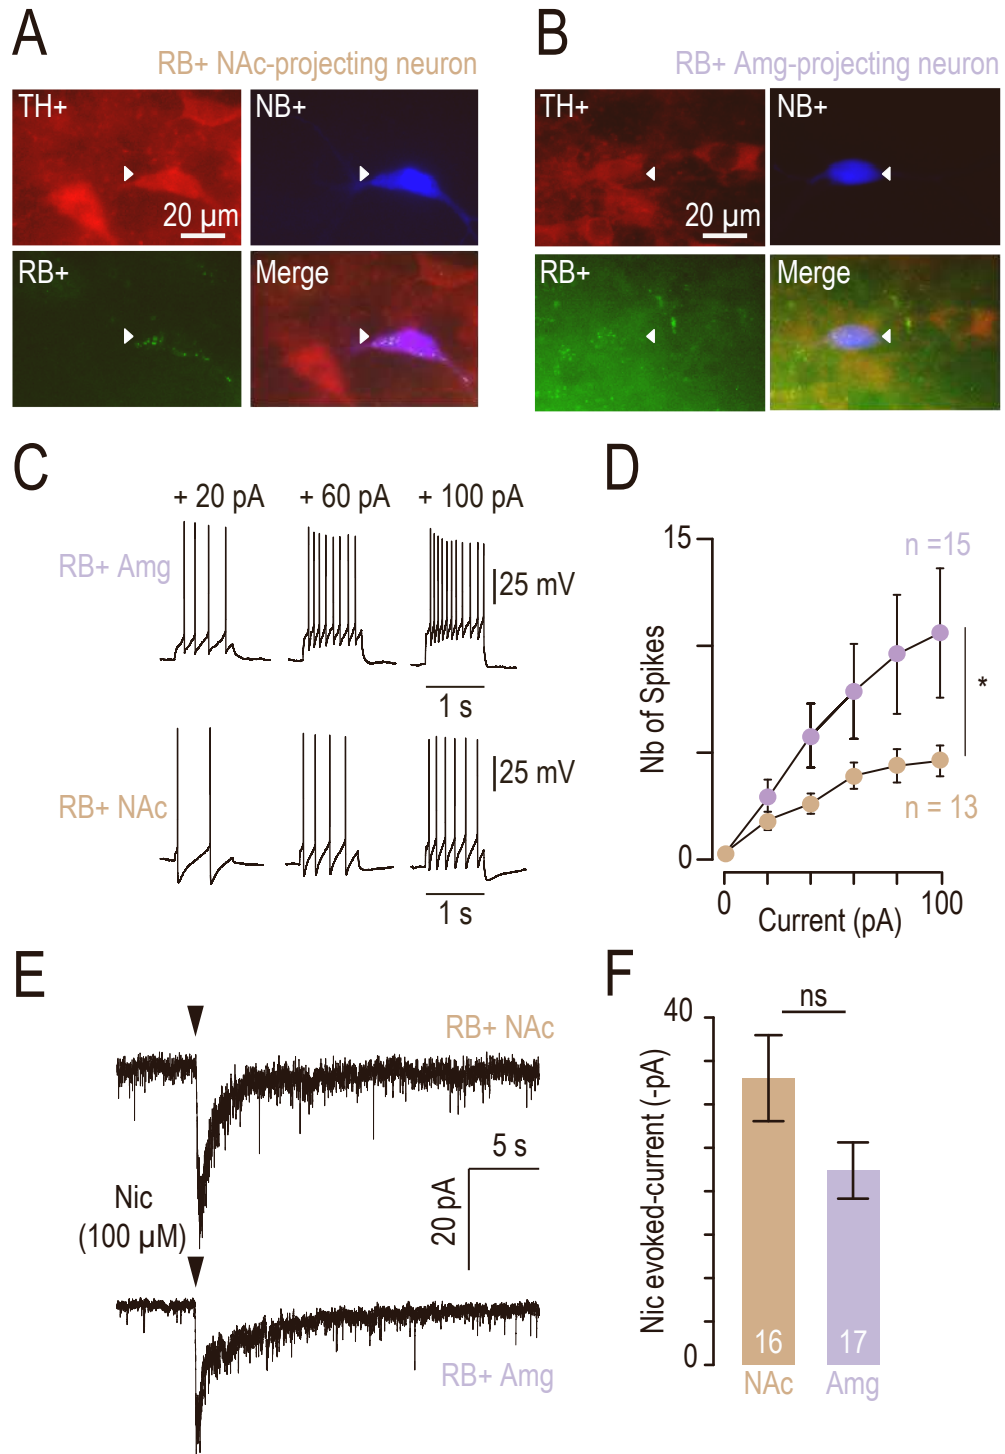 A
RB+ NAc-projecting neuron
TH+
NB+
20 µm
RB+
Merge
B
RB+ Amg-projecting neuron
TH+
NB+
20 µm
RB+
Merge
C
+ 20 pA
+ 60 pA
+ 100 pA
RB+ Amg
25 mV
1 s
RB+ NAc
25 mV
1 s
D
15
n =15
Nb of Spikes
*
n = 13
0
0
100
Current (pA)
E
RB+ NAc
5 s
20 pA
Nic
(100 µM)
RB+ Amg
F
40
ns
Nic evoked-current (-pA)
0
16
17
NAc
Amg